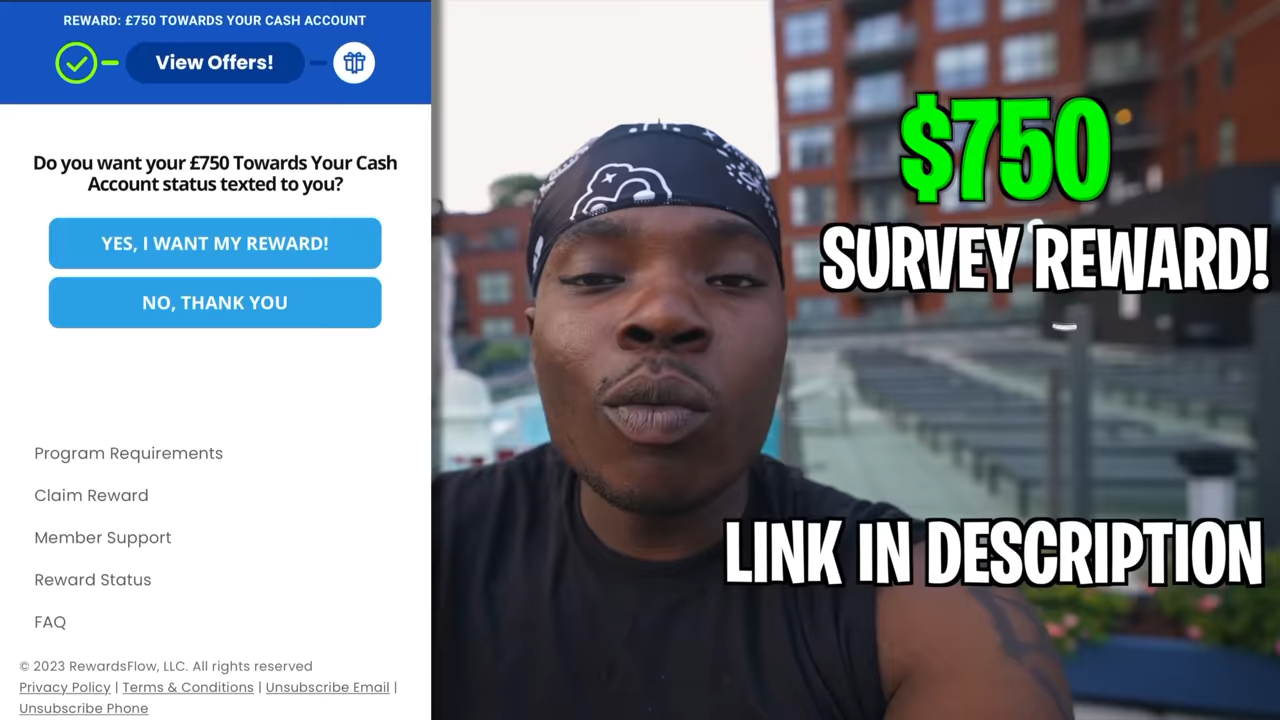 REWARD: £750 TOWARDS YOUR CASH ACCOUNT
View Offers!
Do you want your £750 Towards Your Cash
Account status texted to you?
YES, I WANT MY REWARD!
NO, THANK YOU
Program Requirements
Claim Reward
Member Support
Reward Status
FAQ
© 2023 RewardsFlow, LLC. All rights reserved
Privacy Policy | Terms & Conditions | Unsubscribe Email |
Unsubscribe Phone
$750
SURVEY REWARD!
LINK IN DESCRIPTION